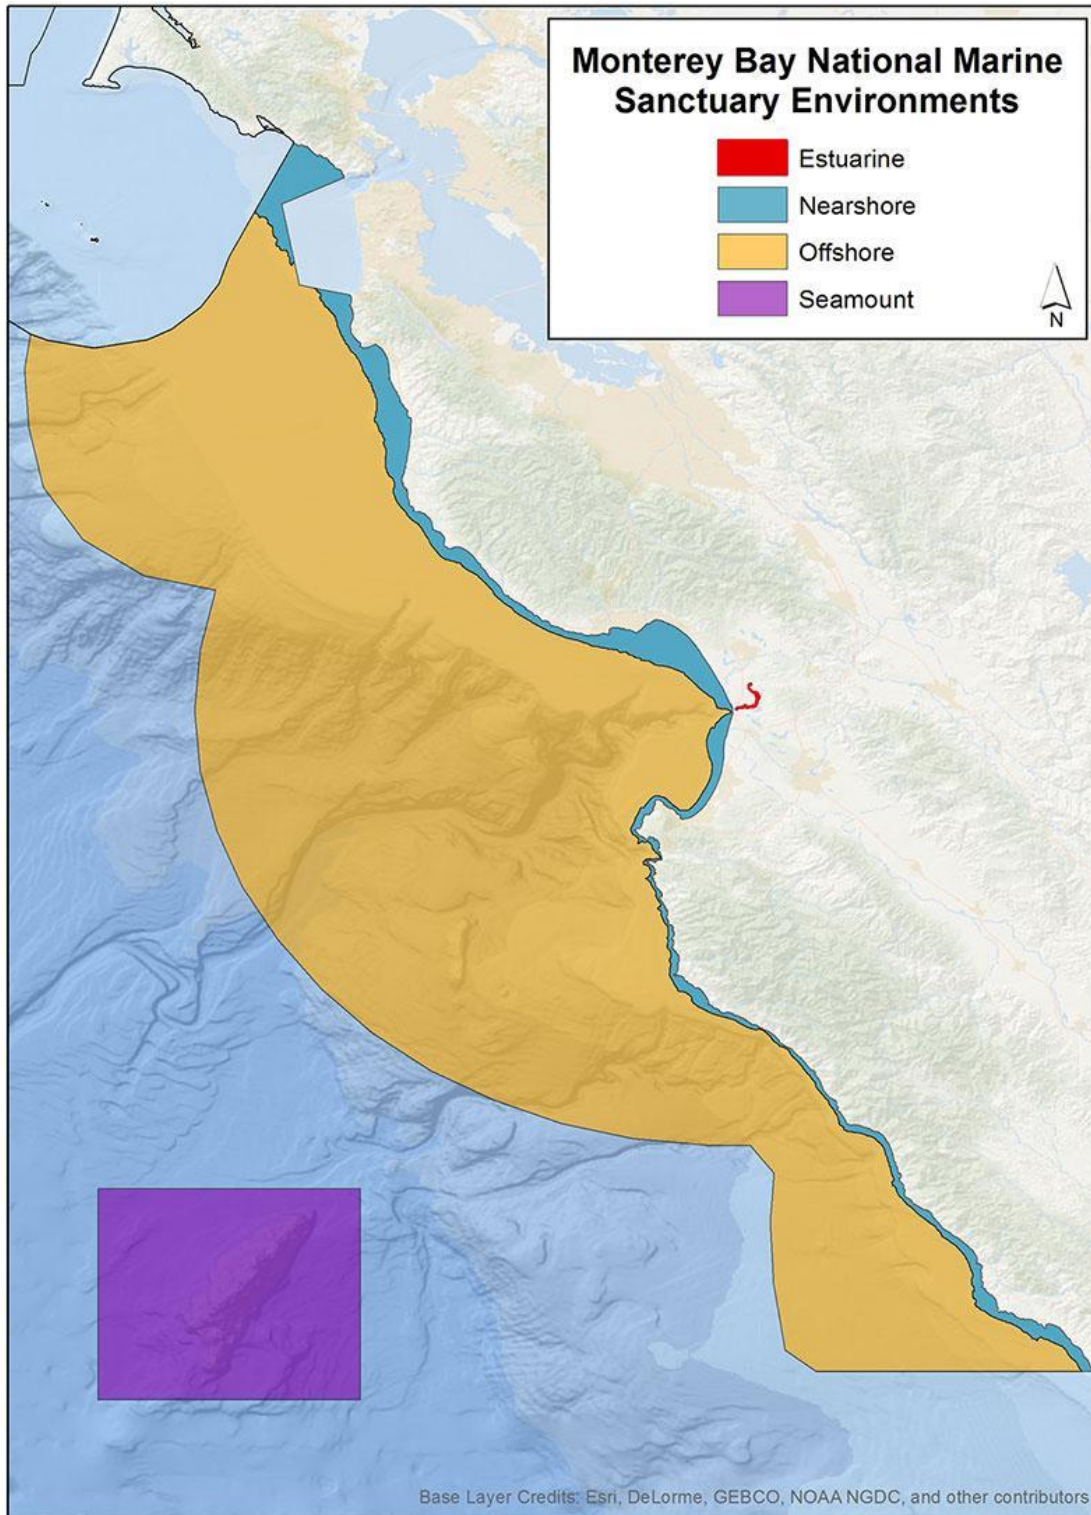 Monterey Bay National Marine
Sanctuary Environments
Estuarine
Nearshore
Offshore
Seamount
N
Base Layer Credits: Esri, DeLorme, GEBCO, NOAA NGDC, and other contributors